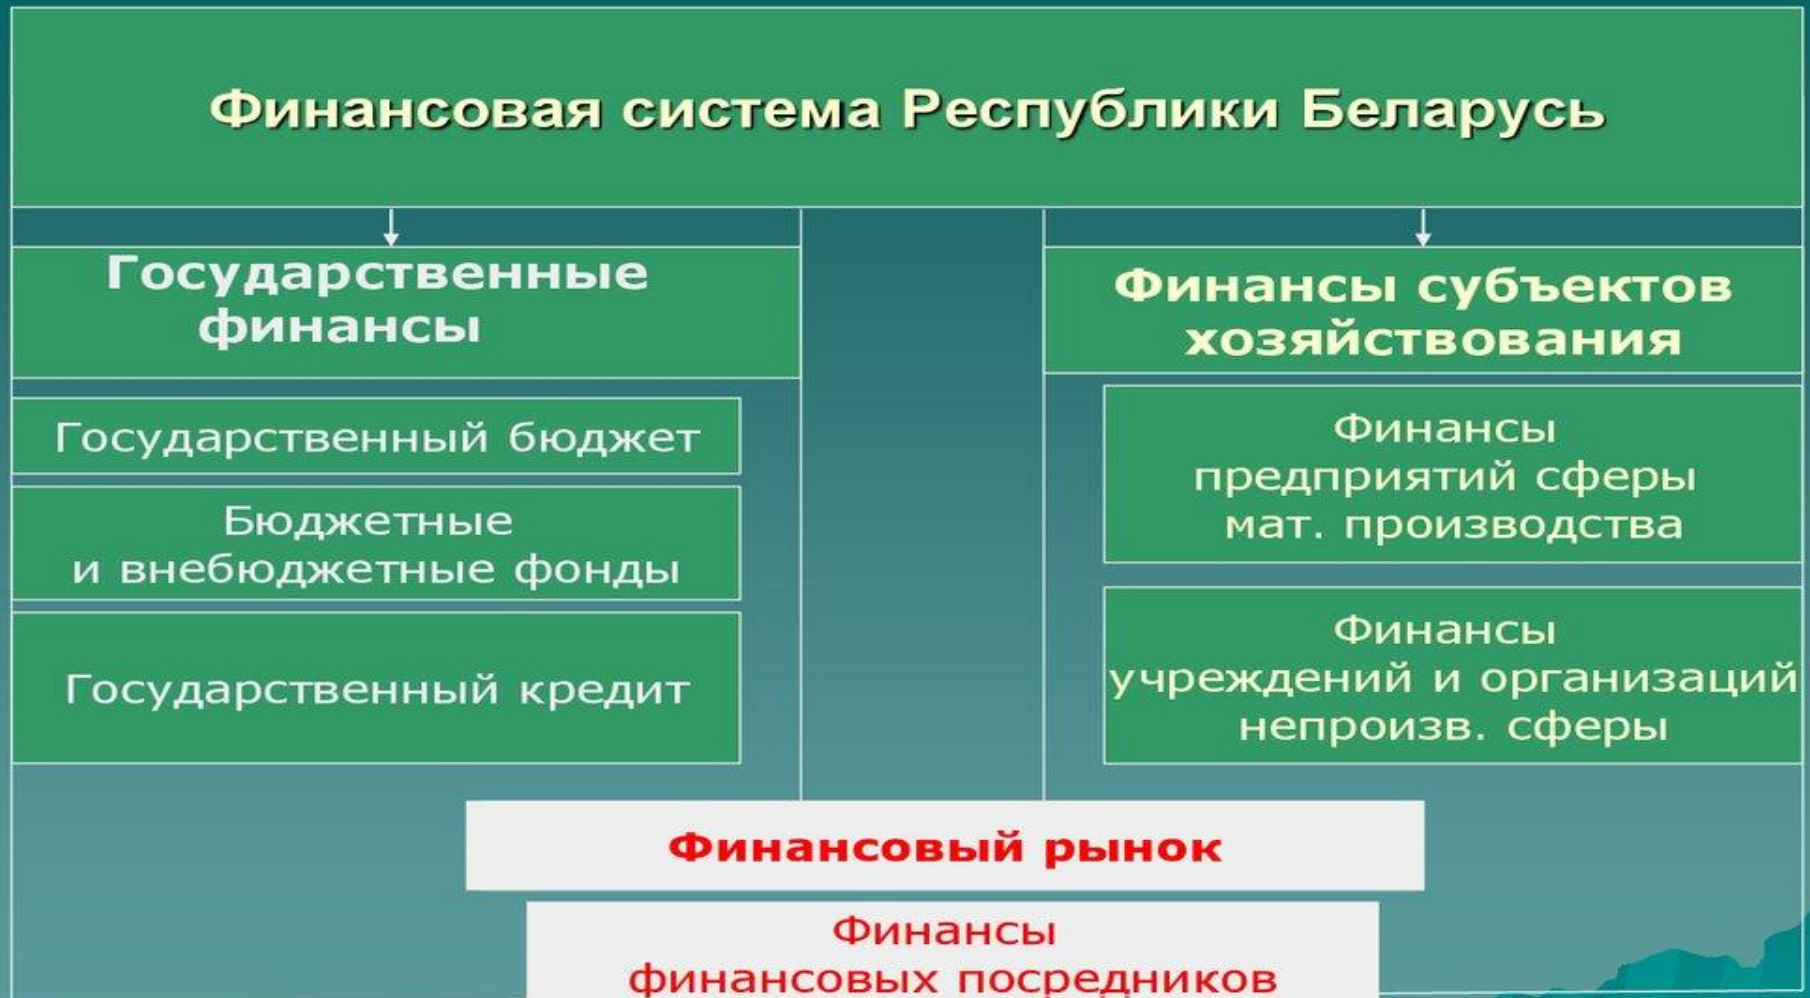 Финансовая система Республики Беларусь
Государственные
финансы
Государственный бюджет
Бюджетные
и внебюджетные фонды
Государственный кредит
Финансы субъектов
хозяйствования
Финансы
предприятий сферы
мат. производства
Финансы
учреждений и организаций
непроизв. сферы
Финансовый рынок
Финансы
финансовых посредников